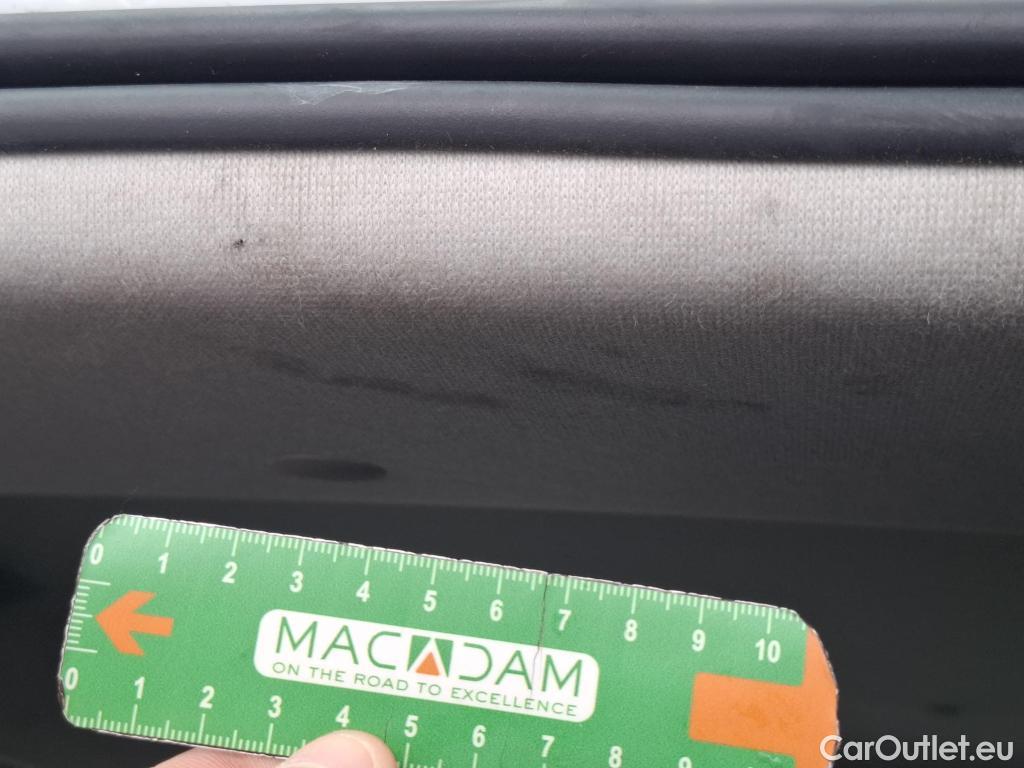 0 1 2 3 4 5 6 7 8 9 10
MACADAM
ON THE ROAD TO EXCELLENCE
0 1 2 3 4 5 6 7 8 9
CarOutlet.eu